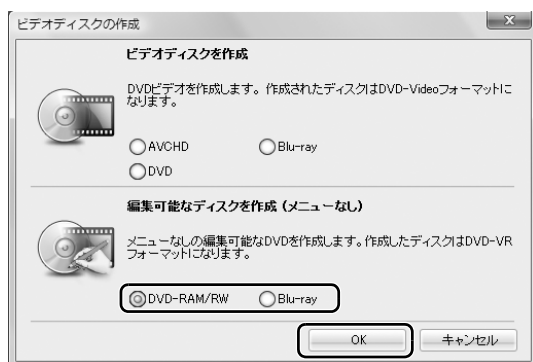 ビデオディスクの作成
ビデオディスクを作成
DVDビデオを作成します。作成されたディスクはDVD-Videoフォーマットに
なります。
AVCHD Blu-ray
DVD
編集可能なディスクを作成（メニューなし）
メニューなしの編集可能なDVDを作成します。作成したディスクはDVD-VR
フォーマットになります。
DVD-RAM/RW Blu-ray
OK キャンセル